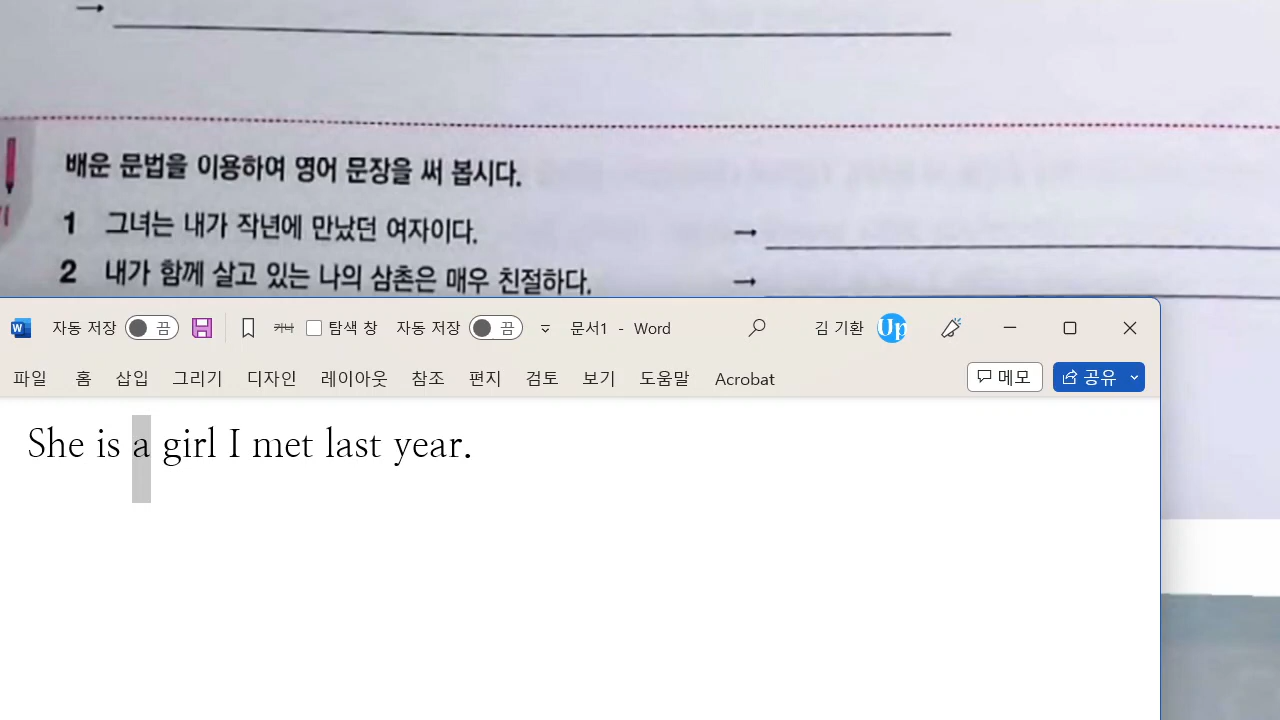 →
배운 문법을 이용하여 영어 문장을 써 봅시다.
1 그녀는 내가 작년에 만났던 여자이다. →
2 내가 함께 살고 있는 나의 삼촌은 매우 친절하다. →
자동 저장 끔 가나 탐색 창 자동 저장 끔 문서1 - Word 김 기환 Up
파일 홈 삽입 그리기 디자인 레이아웃 참조 편지 검토 보기 도움말 Acrobat 메모 공유
She is a girl I met last year.